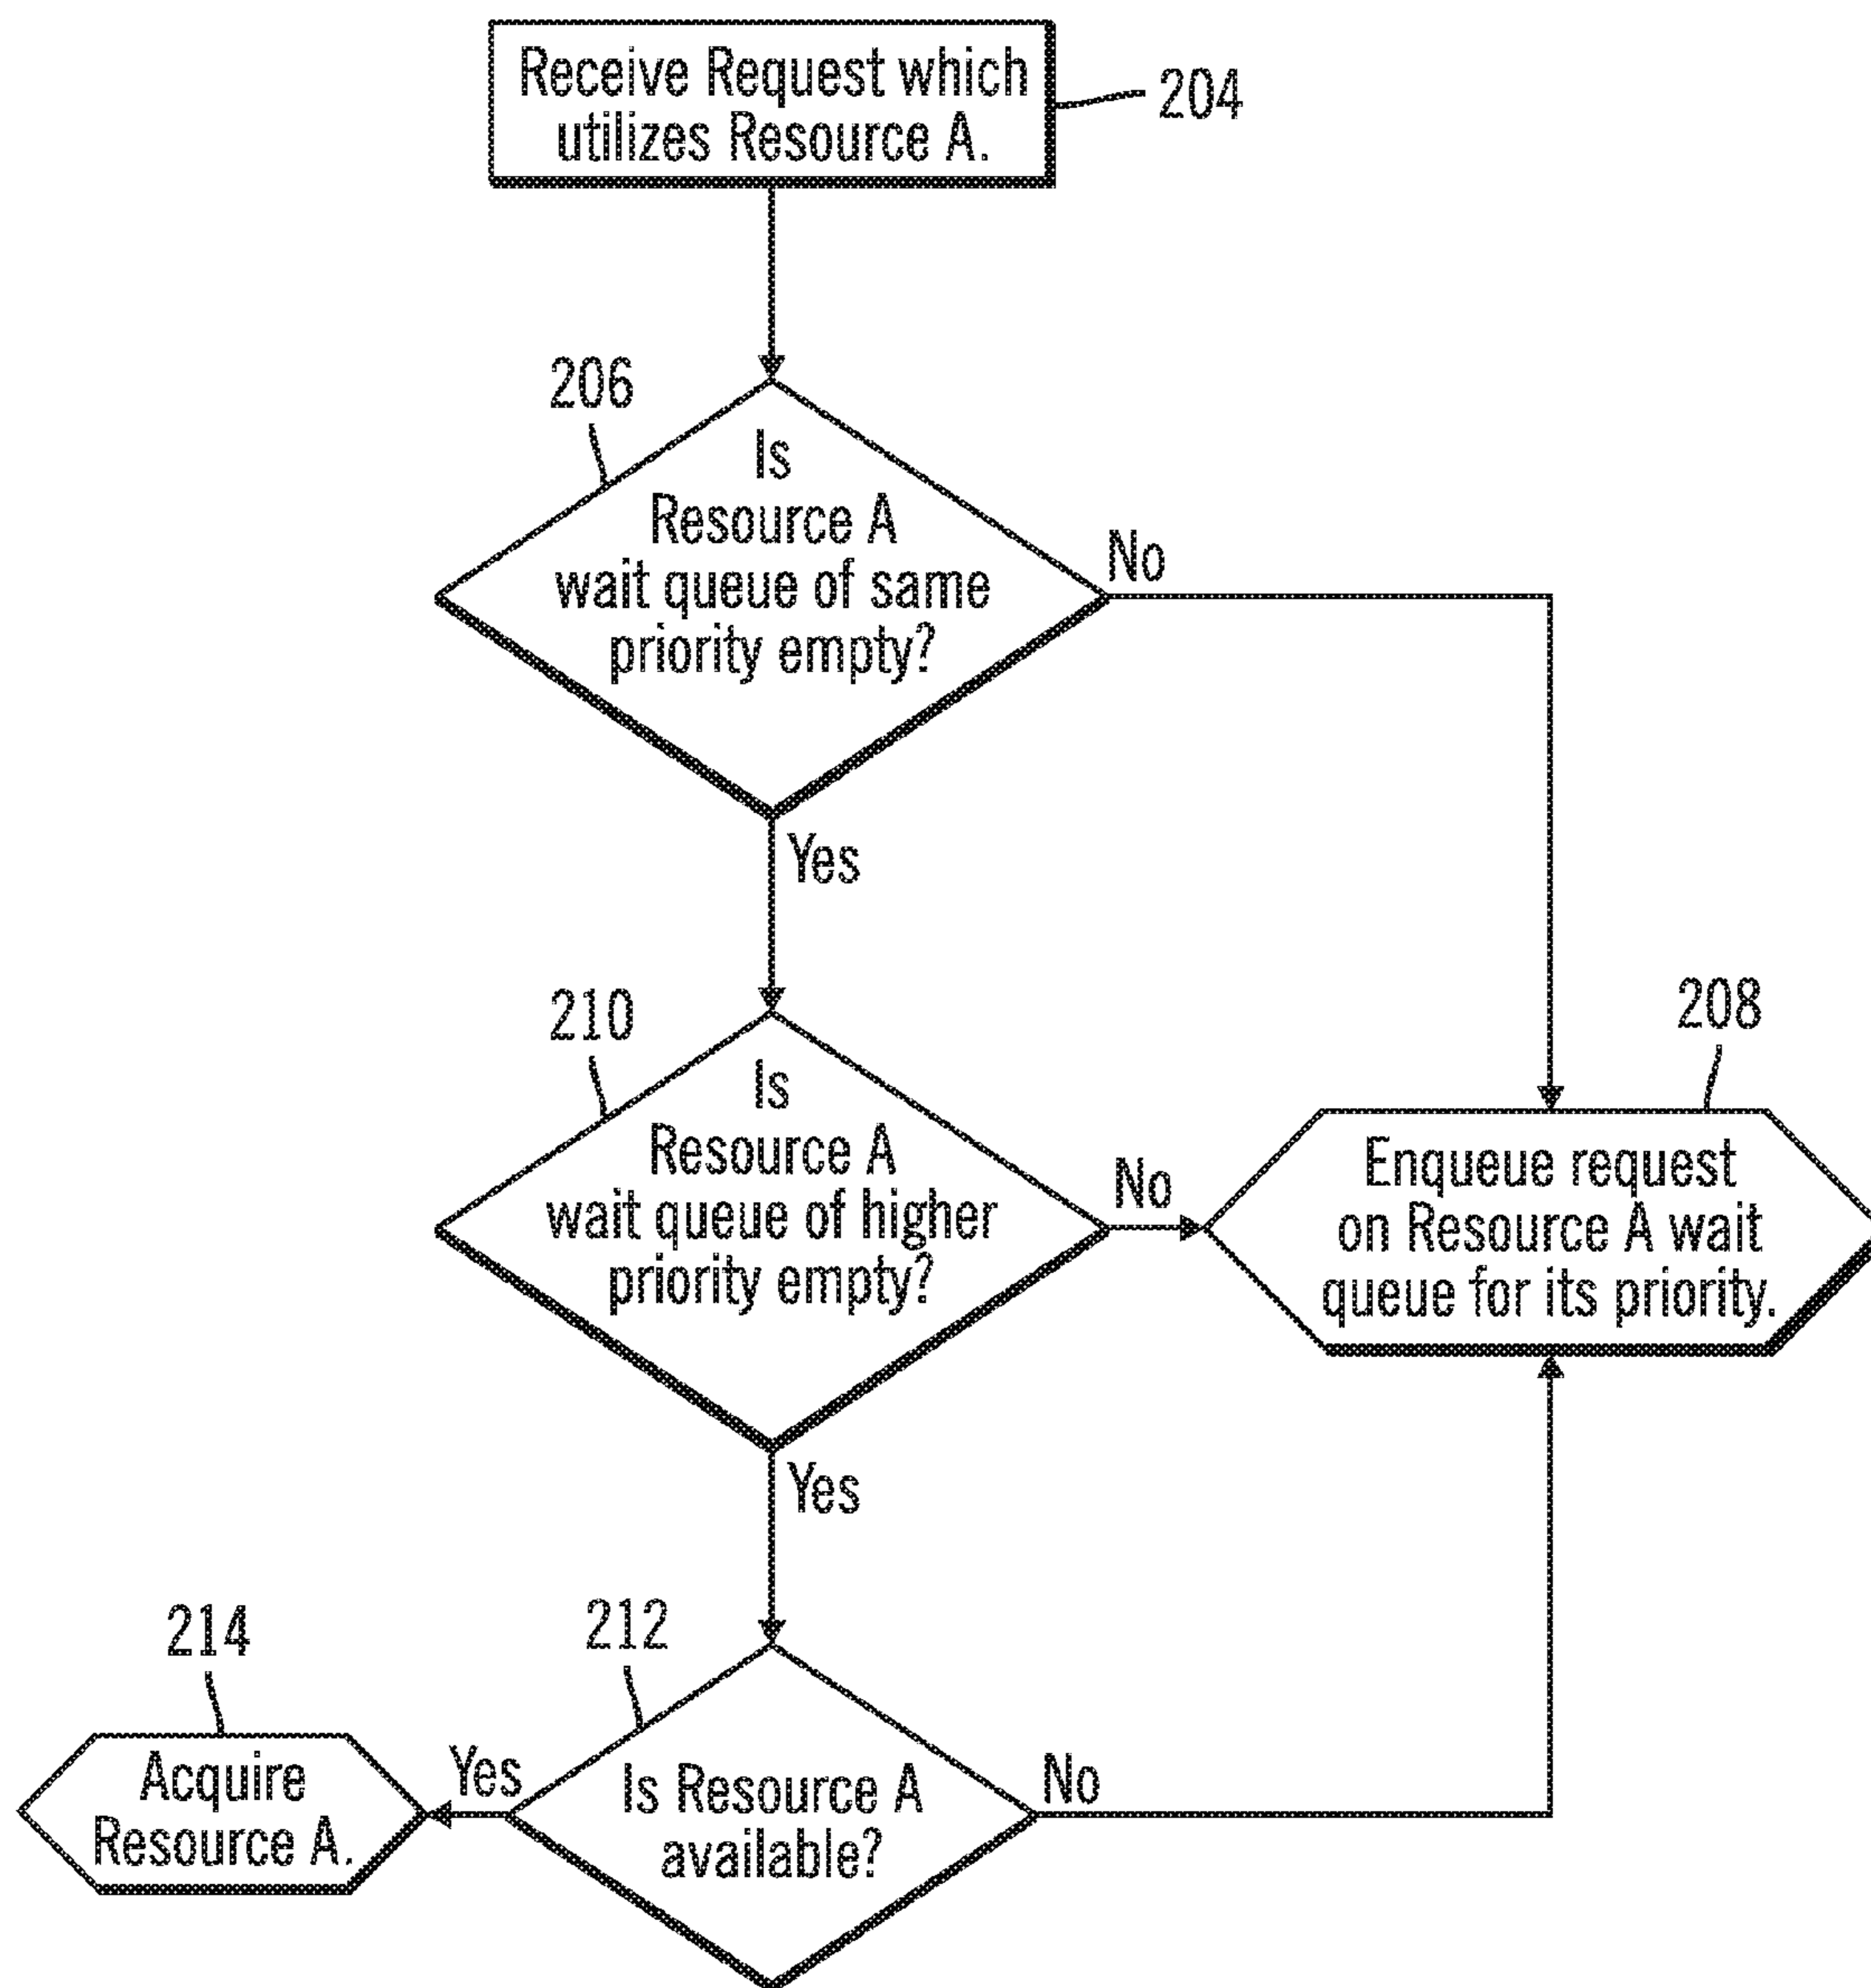 Receive Request which
utilizes Resource A.
204
206
Is
Resource A
wait queue of same
priority empty?
No
Yes
210
Is
Resource A
wait queue of higher
priority empty?
No
208
Enqueue request
on Resource A wait
queue for its priority.
Yes
214
Acquire
Resource A.
Yes
212
Is Resource A
available?
No